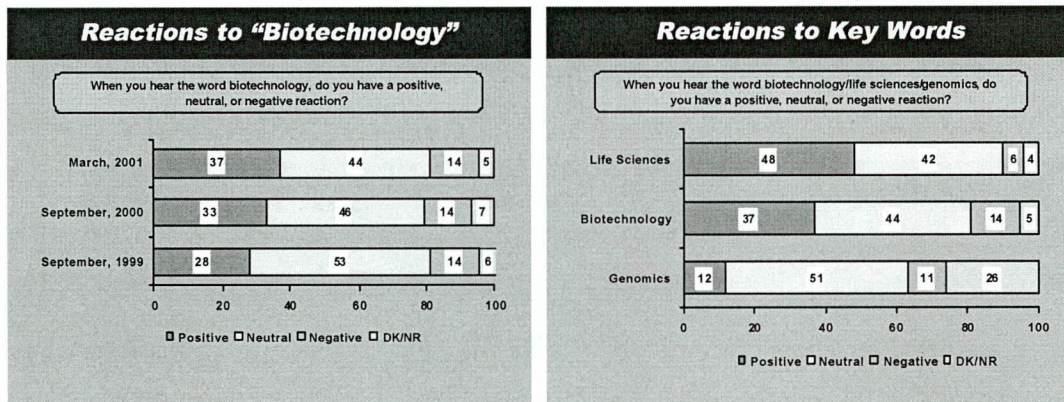 Reactions to “Biotechnology”
When you hear the word biotechnology, do you have a positive,
neutral, or negative reaction?
March, 2001 37 44 14 5
September, 2000 33 46 14 7
September, 1999 28 53 14 6
0 20 40 60 80 100
Positive Neutral Negative DK/NR
Reactions to Key Words
When you hear the word biotechnology/life sciences/genomics, do
you have a positive, neutral, or negative reaction?
Life Sciences 48 42 6 4
Biotechnology 37 44 14 5
Genomics 12 51 11 26
0 20 40 60 80 100
Positive Neutral Negative DK/NR